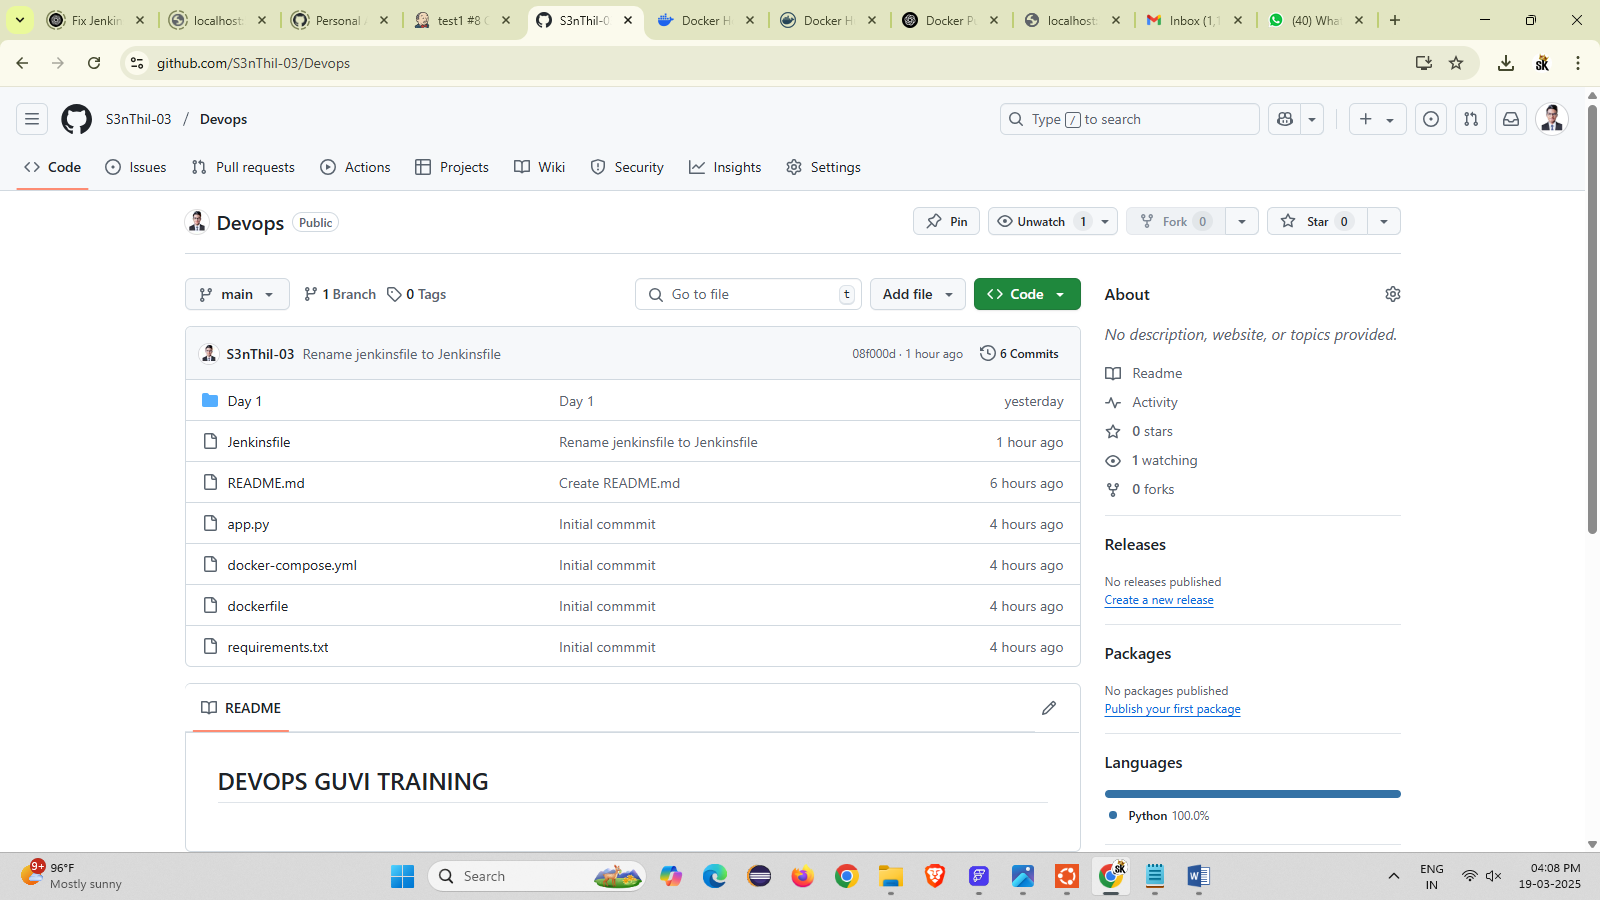 Fix Jenkin
localhost:
Personal A
test1 #8 C
S3nThil-0
Docker H
Docker H
Docker Pu
localhost:
Inbox (1,1
(40) Wha
github.com/S3nThil-03/Devops
SK
S3nThil-03 / Devops
Type / to search
Code
Issues
Pull requests
Actions
Projects
Wiki
Security
Insights
Settings
Devops Public
Pin
Unwatch 1
Fork 0
Star 0
main
1 Branch
0 Tags
Go to file t
Add file
Code
S3nThil-03 Rename jenkinsfile to Jenkinsfile 08f000d · 1 hour ago 6 Commits
Day 1 Day 1 yesterday
Jenkinsfile Rename jenkinsfile to Jenkinsfile 1 hour ago
README.md Create README.md 6 hours ago
app.py Initial commmit 4 hours ago
docker-compose.yml Initial commmit 4 hours ago
dockerfile Initial commmit 4 hours ago
requirements.txt Initial commmit 4 hours ago
README
DEVOPS GUVI TRAINING
About
No description, website, or topics provided.
Readme
Activity
0 stars
1 watching
0 forks
Releases
No releases published
Create a new release
Packages
No packages published
Publish your first package
Languages
Python 100.0%
9+
96°F
Mostly sunny
Search
SK
ENG
IN
04:08 PM
19-03-2025